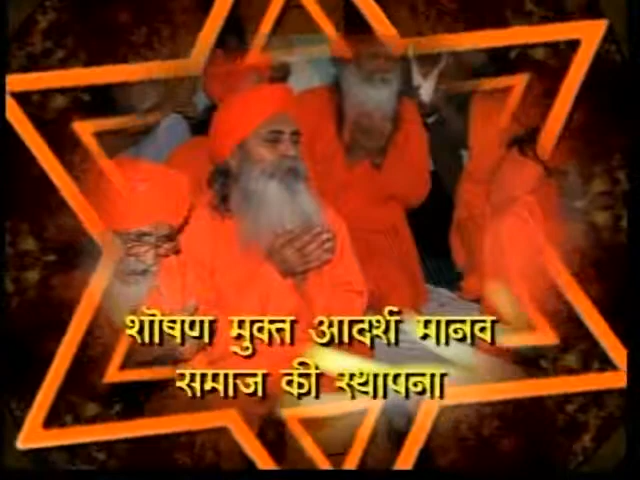 शोषण मुक्त आदर्श मानव
समाज की स्थापना